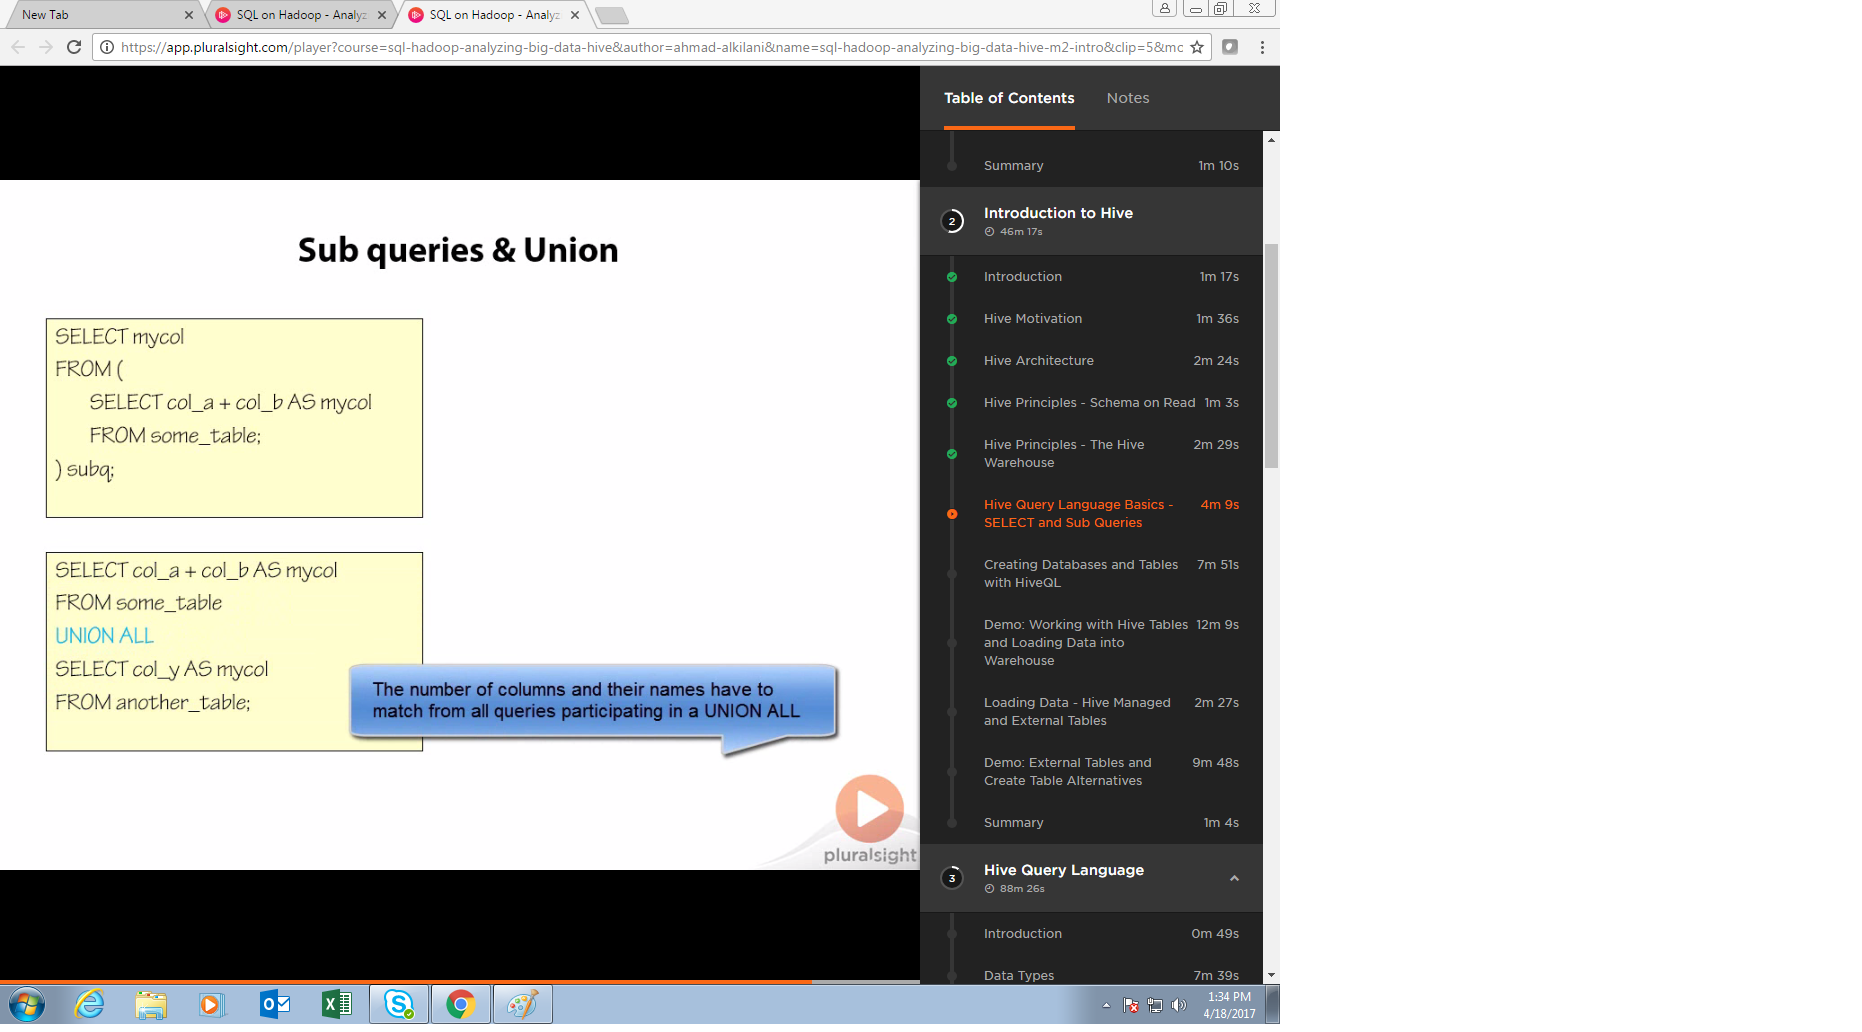 New Tab
SQL on Hadoop - Analyz
SQL on Hadoop - Analyz
https://app.pluralsight.com/player?course=sql-hadoop-analyzing-big-data-hive&author=ahmad-alkilani&name=sql-hadoop-analyzing-big-data-hive-m2-intro&clip=5&mc
Sub queries & Union
SELECT mycol
FROM (
SELECT col_a + col_b AS mycol
FROM some_table;
) subq;
SELECT col_a + col_b AS mycol
FROM some_table
UNION ALL
SELECT col_y AS mycol
FROM another_table;
The number of columns and their names have to
match from all queries participating in a UNION ALL
pluralsight
Table of Contents Notes
Summary 1m 10s
2 Introduction to Hive
46m 17s
Introduction 1m 17s
Hive Motivation 1m 36s
Hive Architecture 2m 24s
Hive Principles - Schema on Read 1m 3s
Hive Principles - The Hive 2m 29s
Warehouse
Hive Query Language Basics - 4m 9s
SELECT and Sub Queries
Creating Databases and Tables 7m 51s
with HiveQL
Demo: Working with Hive Tables 12m 9s
and Loading Data into
Warehouse
Loading Data - Hive Managed 2m 27s
and External Tables
Demo: External Tables and 9m 48s
Create Table Alternatives
Summary 1m 4s
3 Hive Query Language
88m 26s
Introduction 0m 49s
Data Types 7m 39s
1:34 PM
4/18/2017